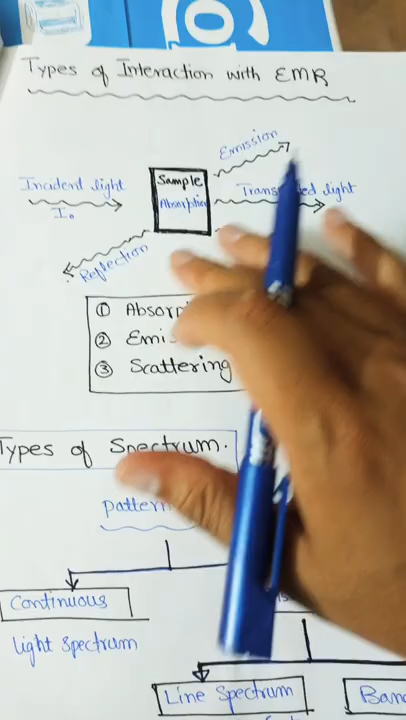 Types of Interaction with EMR
Emission
Incident light
I₀
Sample
Absorption
light
Reflection
① Absorp
② Emi
③ Scattering
Types of Spectrum.
pattern
Continuous
light spectrum
Line Spectrum
Ban